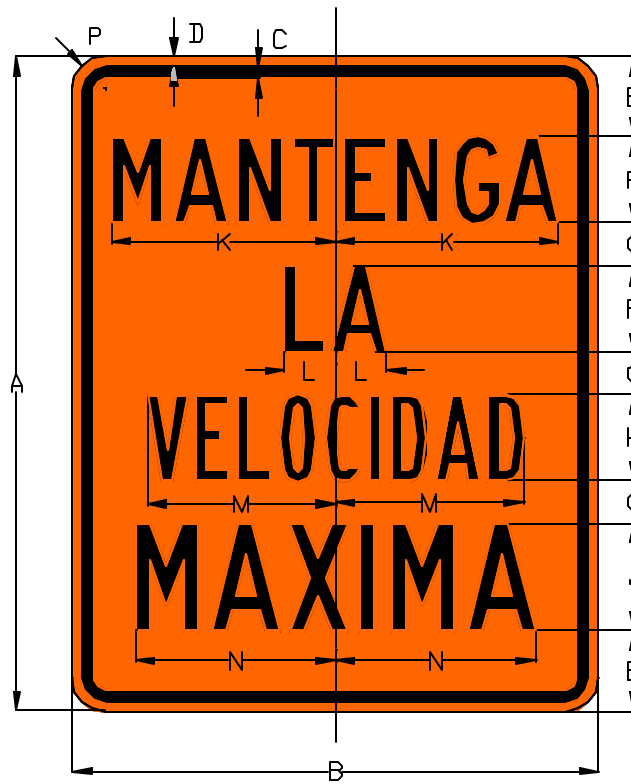 P D C
MANTENGA
K K
LA
L L
A
VELOCIDAD
M M
MAXIMA
N N
B